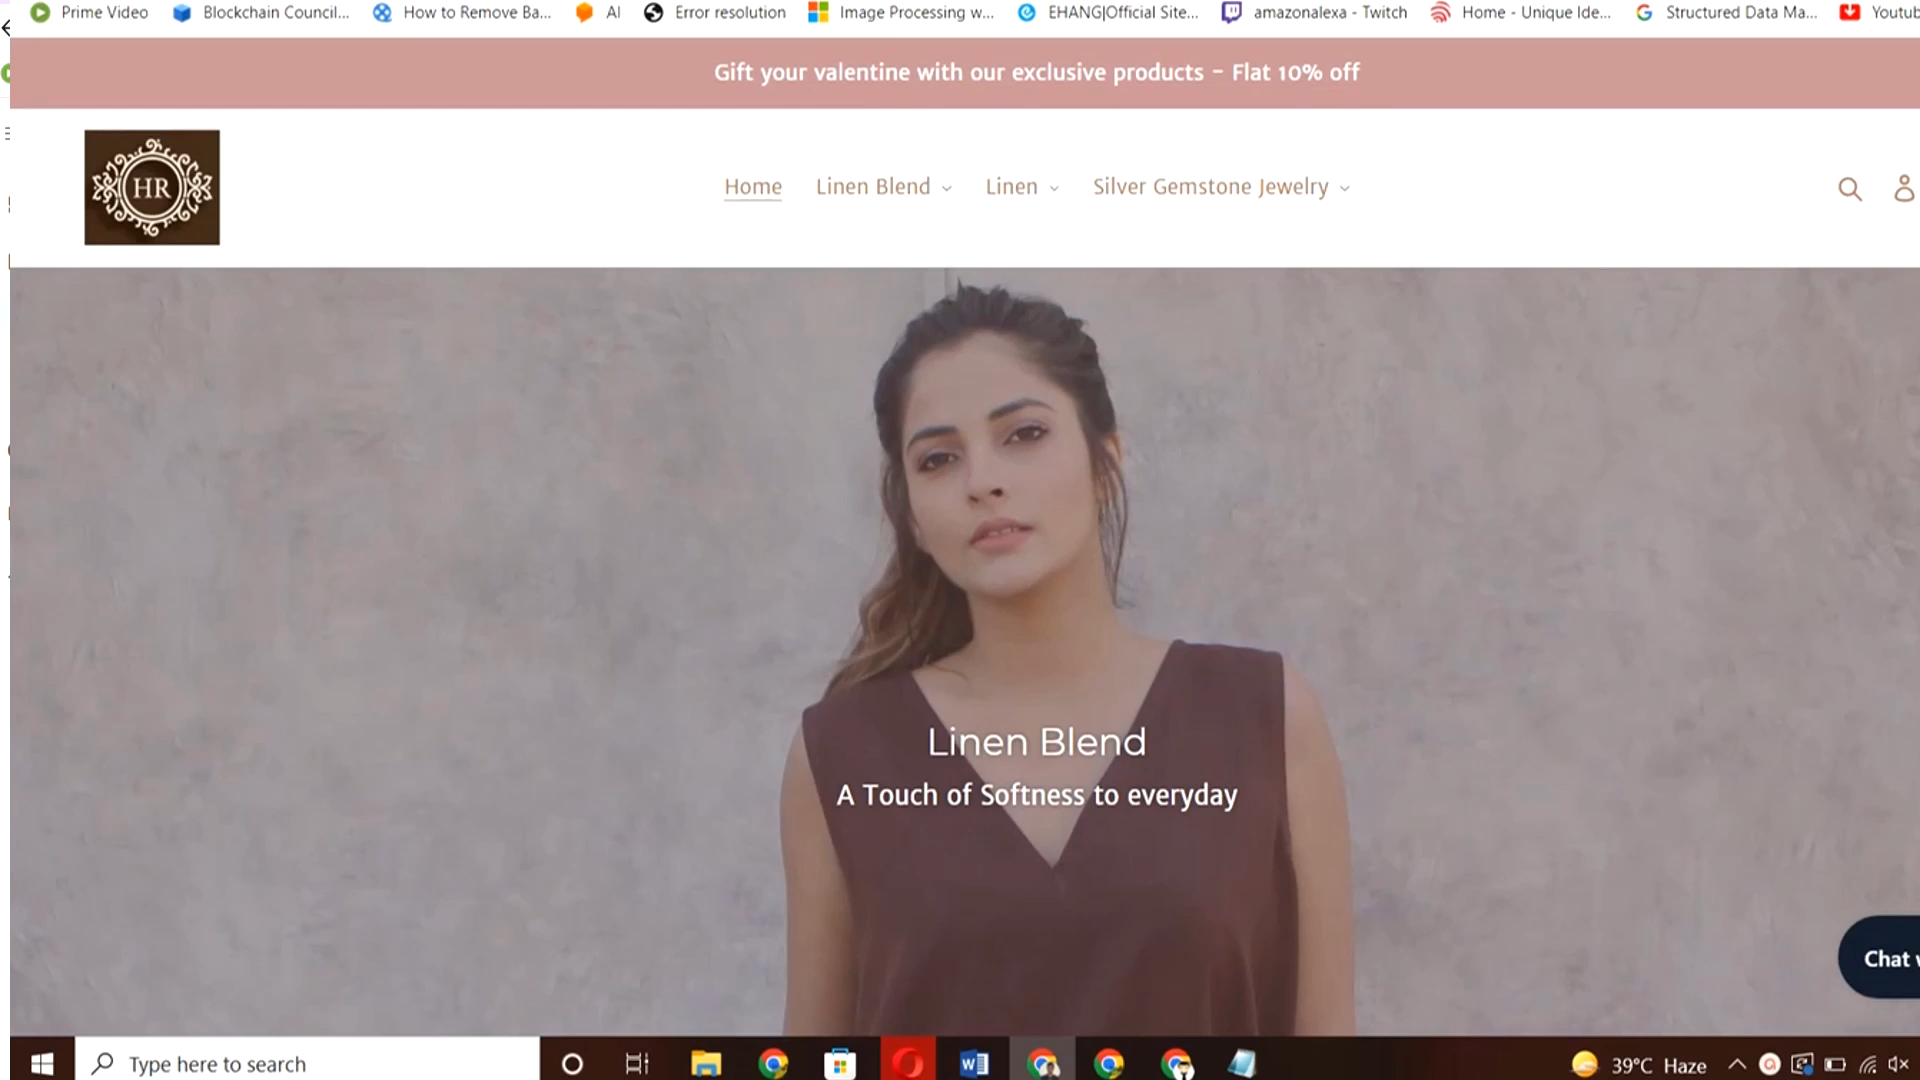 Prime Video Blockchain Council... How to Remove Ba... AI Error resolution Image Processing w... EHANG|Official Site... amazonalexa - Twitch Home - Unique Ide... Structured Data Ma... Youtub
Gift your valentine with our exclusive products - Flat 10% off
HR
Home Linen Blend Linen Silver Gemstone Jewelry
Linen Blend
A Touch of Softness to everyday
Chat
Type here to search
39°C Haze